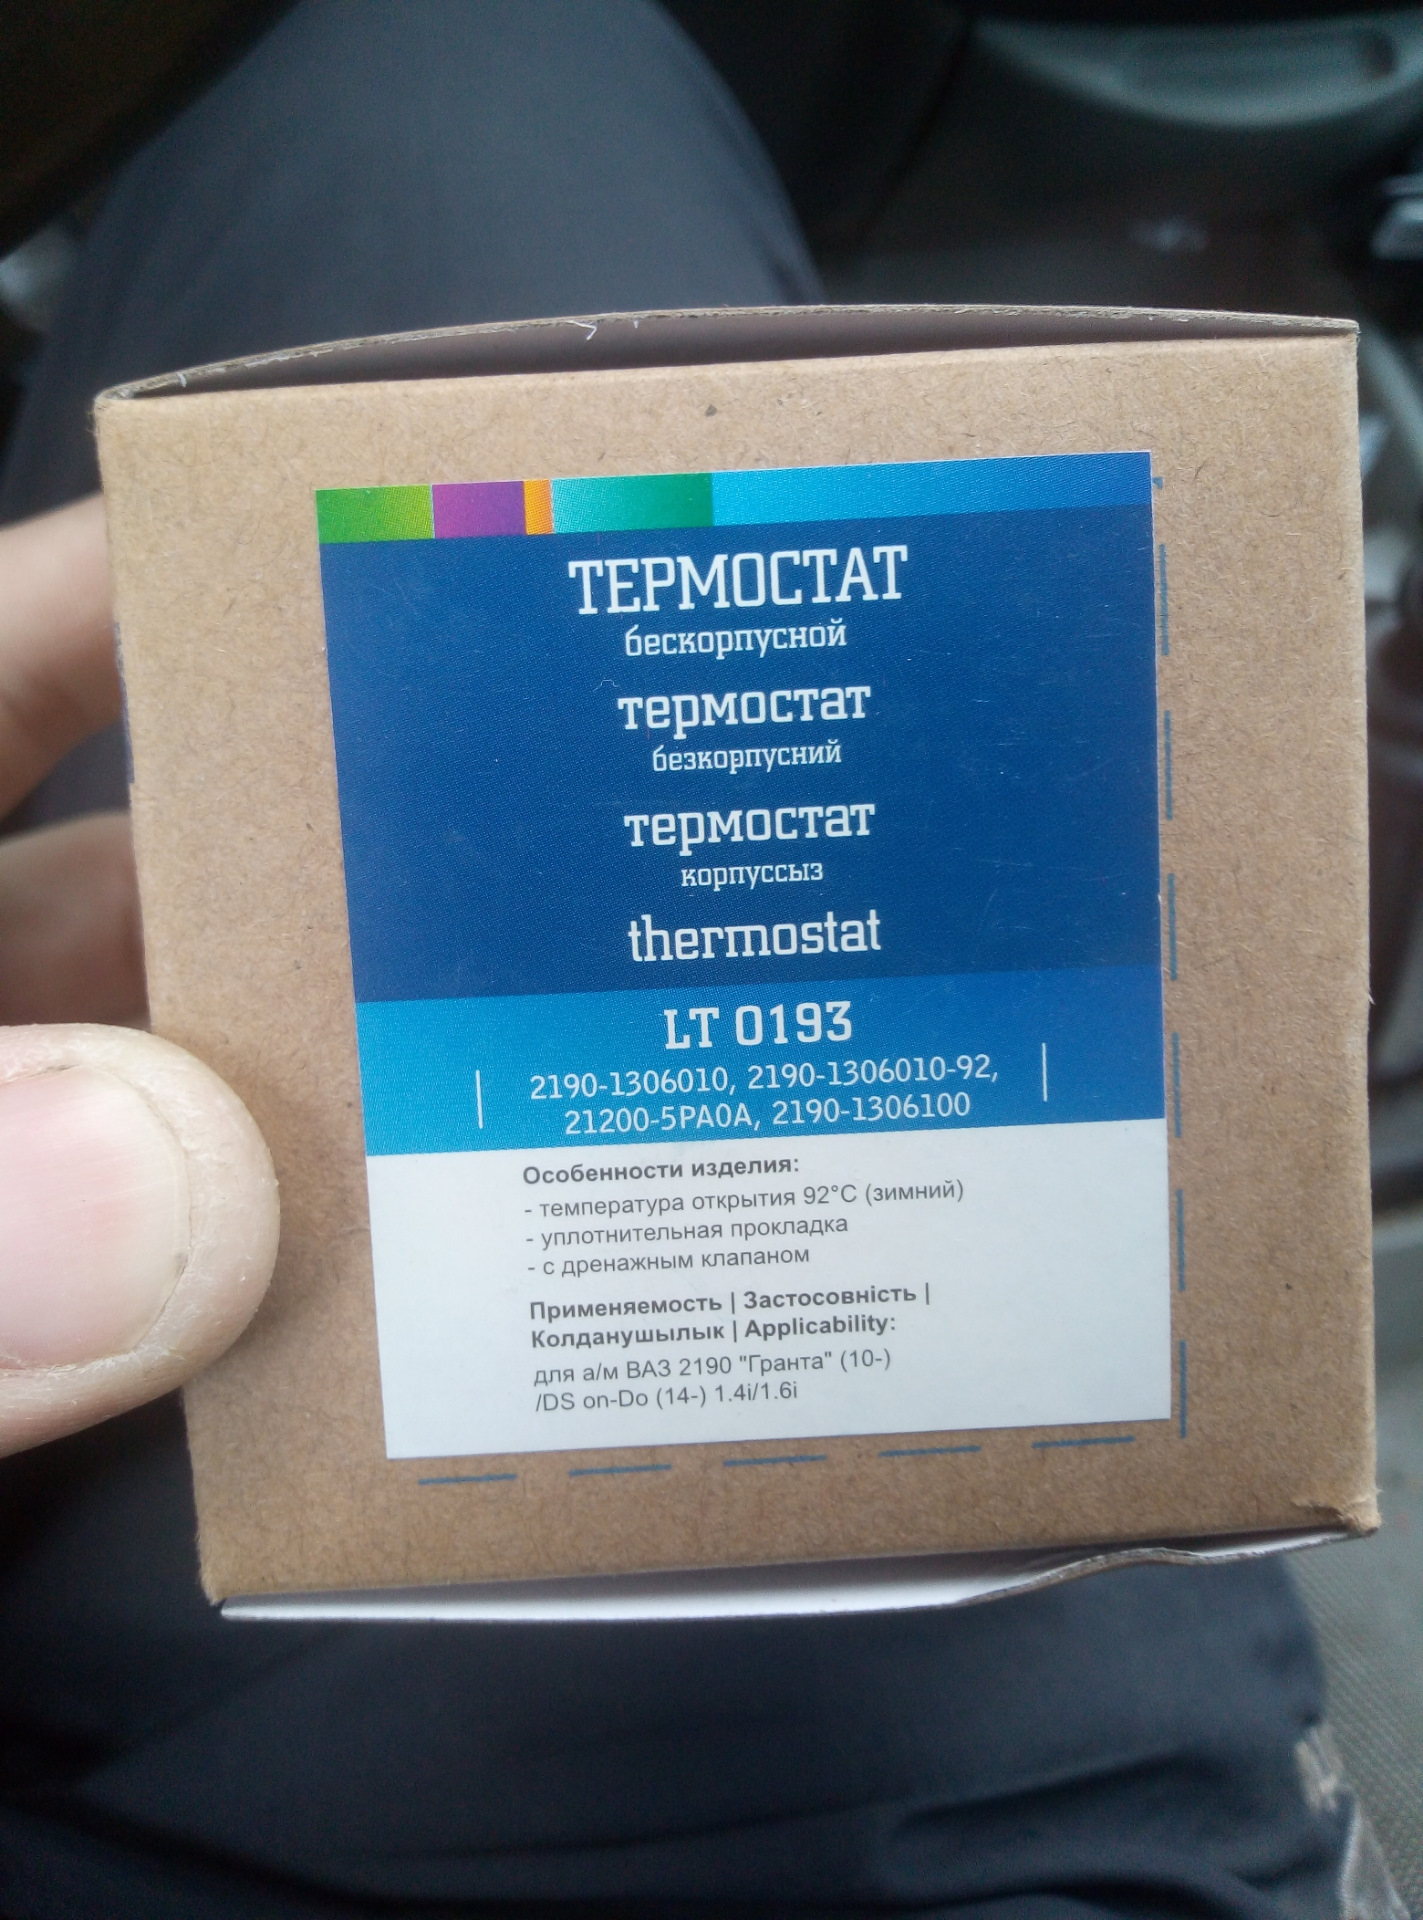 ТЕРМОСТАТ
бескорпусной
термостат
безкорпусний
термостат
корпуссыз
thermostat
LT 0193
2190-1306010, 2190-1306010-92,
21200-5PA0A, 2190-1306100
Особенности изделия:
- температура открытия 92°C (зимний)
- уплотнительная прокладка
- с дренажным клапаном
Применяемость | Застосовність |
Колданушылык | Applicability:
для а/м ВАЗ 2190 "Гранта" (10-)
/DS on-Do (14-) 1.4i/1.6i